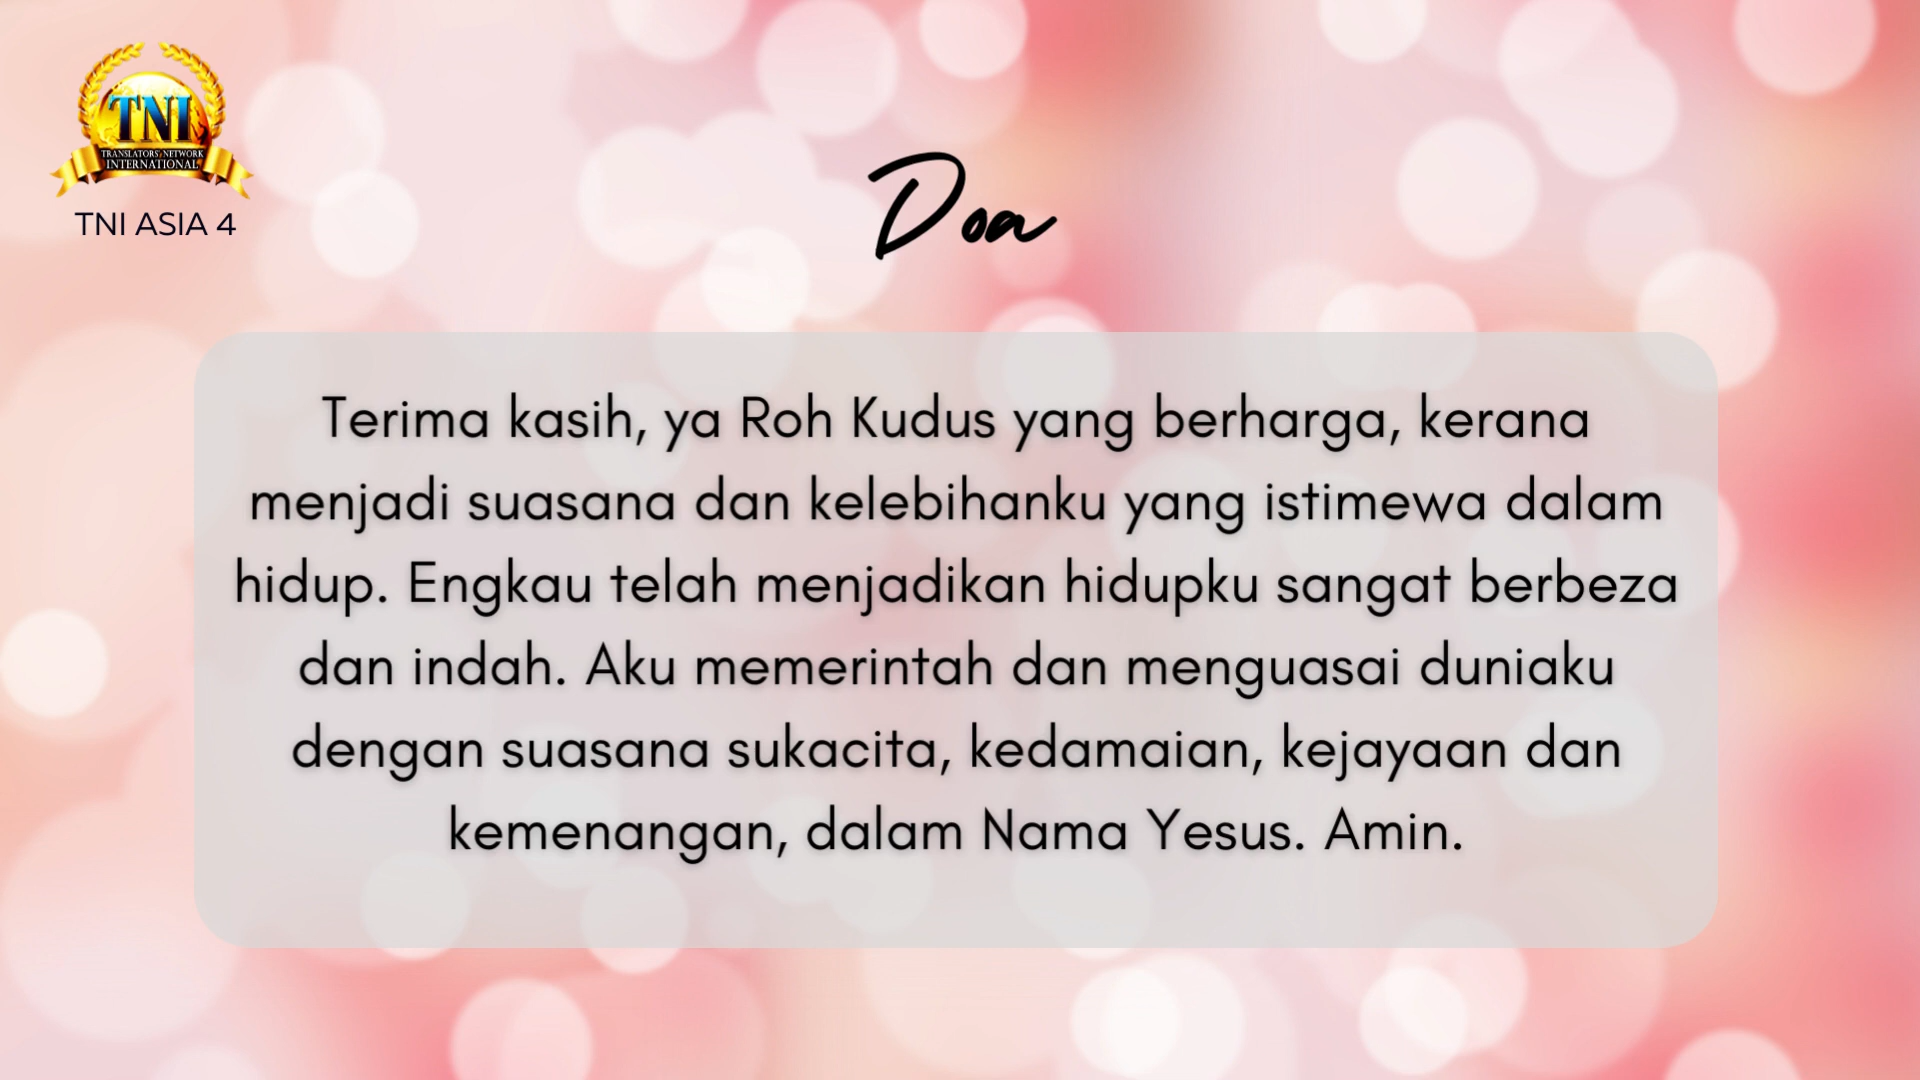 TNI
TRANSLATORS NETWORK
INTERNATIONAL
TNI ASIA 4
Doa
Terima kasih, ya Roh Kudus yang berharga, kerana
menjadi suasana dan kelebihanku yang istimewa dalam
hidup. Engkau telah menjadikan hidupku sangat berbeza
dan indah. Aku memerintah dan menguasai duniaku
dengan suasana sukacita, kedamaian, kejayaan dan
kemenangan, dalam Nama Yesus. Amin.